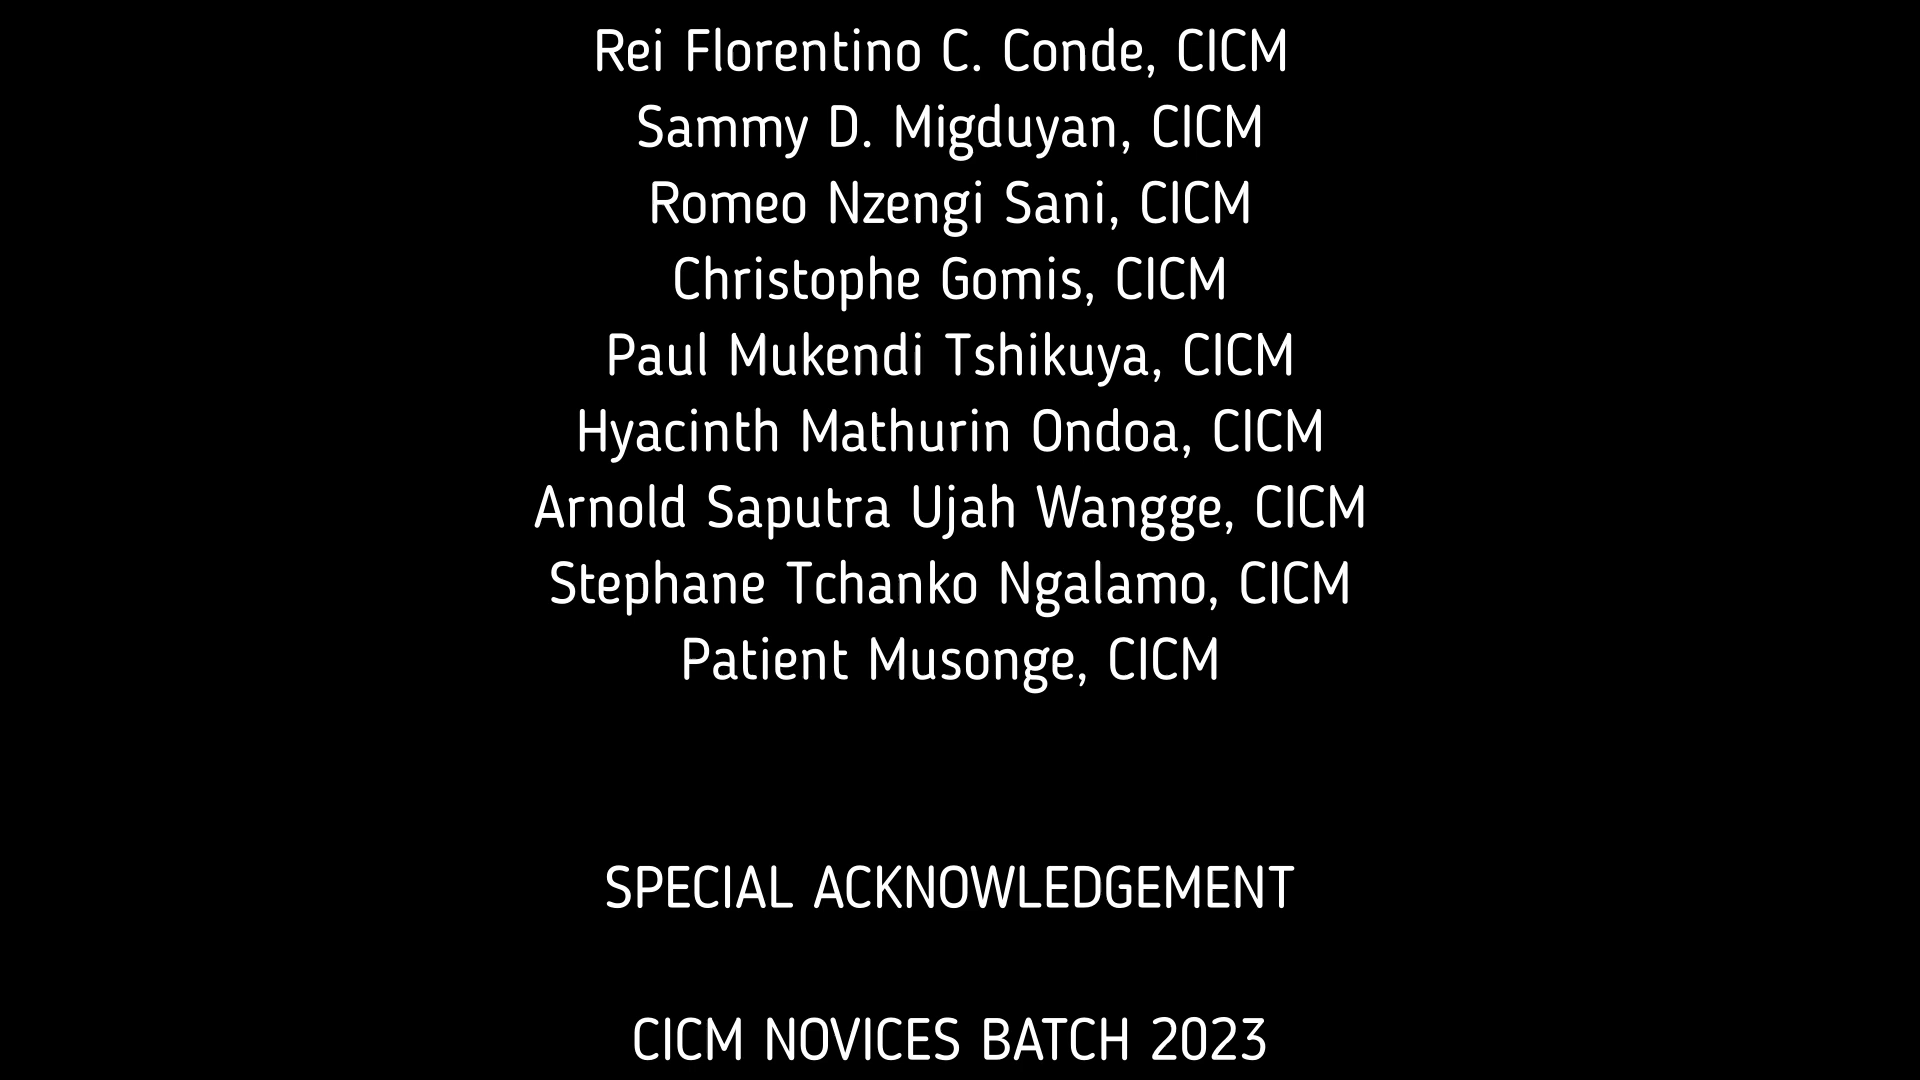 Rei Florentino C. Conde, CICM
Sammy D. Migduyan, CICM
Romeo Nzengi Sani, CICM
Christophe Gomis, CICM
Paul Mukendi Tshikuya, CICM
Hyacinth Mathurin Ondoa, CICM
Arnold Saputra Ujah Wangge, CICM
Stephane Tchanko Ngalamo, CICM
Patient Musonge, CICM
SPECIAL ACKNOWLEDGEMENT
CICM NOVICES BATCH 2023